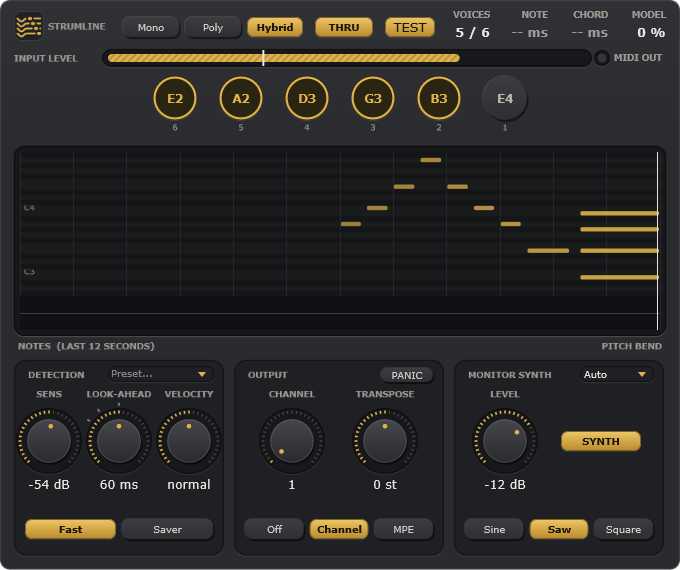 STRUMLINE
Mono
Poly
Hybrid
THRU
TEST
VOICES
NOTE
CHORD
MODEL
5 / 6
-- ms
-- ms
0 %
INPUT LEVEL
MIDI OUT
E2
A2
D3
G3
B3
E4
6
5
4
3
2
1
C4
C3
NOTES (LAST 12 SECONDS)
PITCH BEND
DETECTION
Preset...
SENS
LOOK-AHEAD
VELOCITY
-54 dB
60 ms
normal
Fast
Saver
OUTPUT
PANIC
CHANNEL
TRANSPOSE
1
0 st
Off
Channel
MPE
MONITOR SYNTH
Auto
LEVEL
SYNTH
-12 dB
Sine
Saw
Square